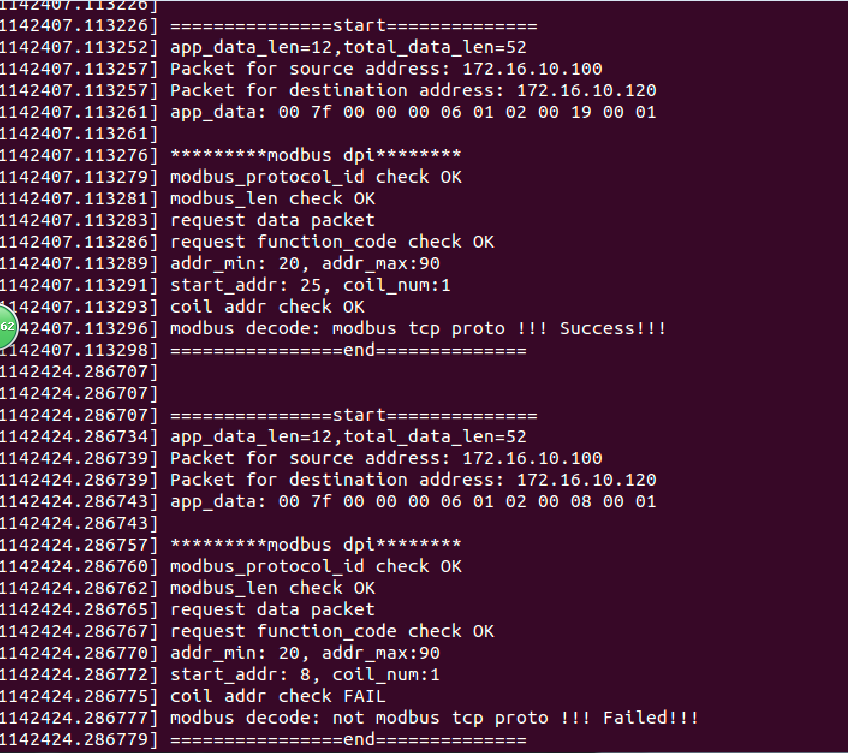 1142407.113226]
1142407.113226] ===============start==============
1142407.113252] app_data_len=12,total_data_len=52
1142407.113257] Packet for source address: 172.16.10.100
1142407.113257] Packet for destination address: 172.16.10.120
1142407.113261] app_data: 00 7f 00 00 00 06 01 02 00 19 00 01
1142407.113261]
1142407.113276] *********modbus dpi********
1142407.113279] modbus_protocol_id check OK
1142407.113281] modbus_len check OK
1142407.113283] request data packet
1142407.113286] request function_code check OK
1142407.113289] addr_min: 20, addr_max:90
1142407.113291] start_addr: 25, coil_num:1
1142407.113293] coil addr check OK
62
42407.113296] modbus decode: modbus tcp proto !!! Success!!!
1142407.113298] ================end==============
1142424.286707]
1142424.286707]
1142424.286707] ===============start==============
1142424.286734] app_data_len=12,total_data_len=52
1142424.286739] Packet for source address: 172.16.10.100
1142424.286739] Packet for destination address: 172.16.10.120
1142424.286743] app_data: 00 7f 00 00 00 06 01 02 00 08 00 01
1142424.286743]
1142424.286757] *********modbus dpi********
1142424.286760] modbus_protocol_id check OK
1142424.286762] modbus_len check OK
1142424.286765] request data packet
1142424.286767] request function_code check OK
1142424.286770] addr_min: 20, addr_max:90
1142424.286772] start_addr: 8, coil_num:1
1142424.286775] coil addr check FAIL
1142424.286777] modbus decode: not modbus tcp proto !!! Failed!!!
1142424.286779] ================end==============